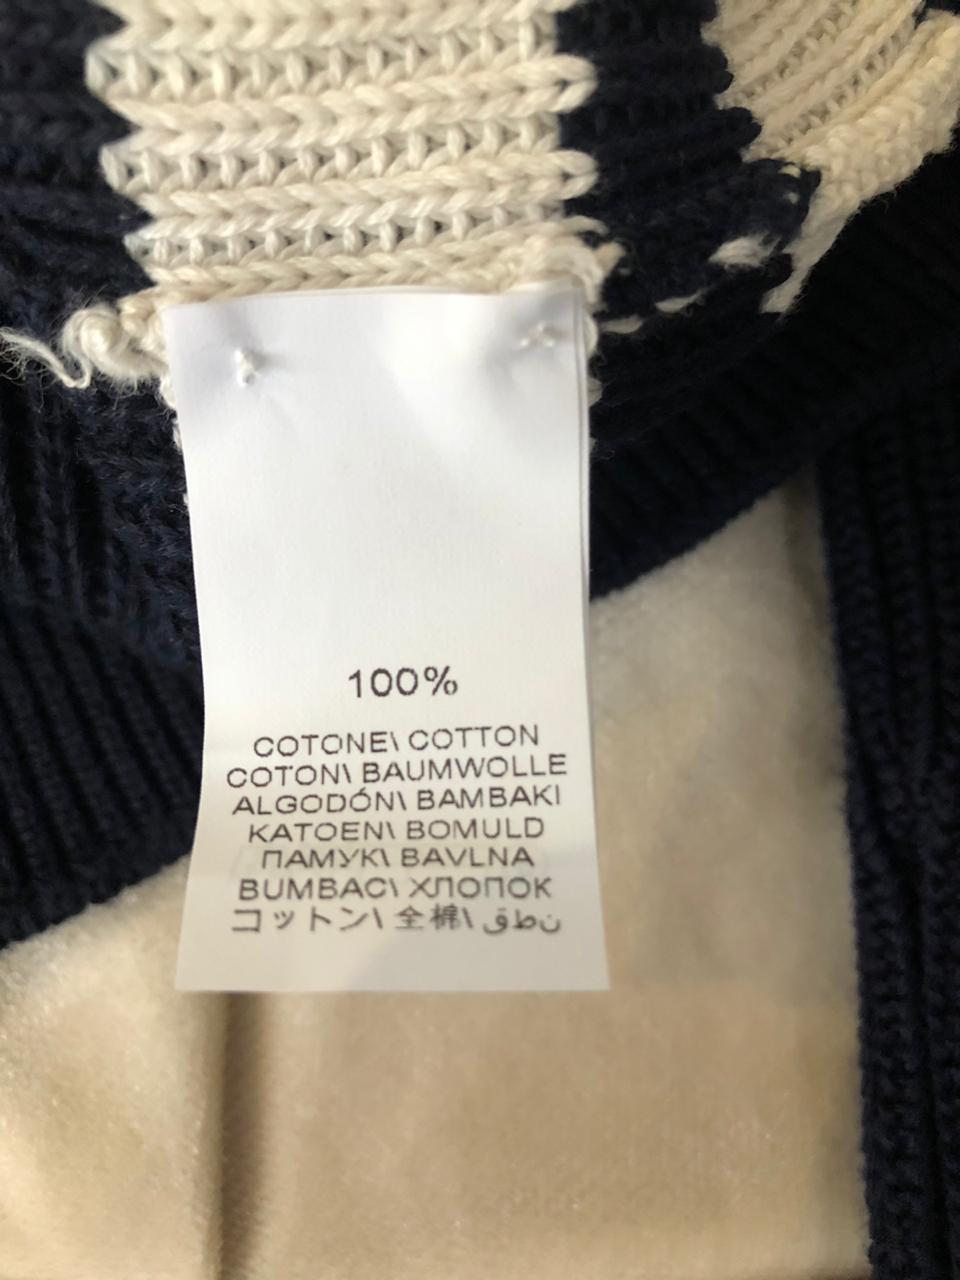 100%
COTONE\ COTTON
COTON\ BAUMWOLLE
ALGODÓN\ BAMBAKI
KATOEN\ BOMULD
ПАМУК\ BAVLNA
BUMBAC\ ХЛОПОК
コットン\ 全棉\ نطق